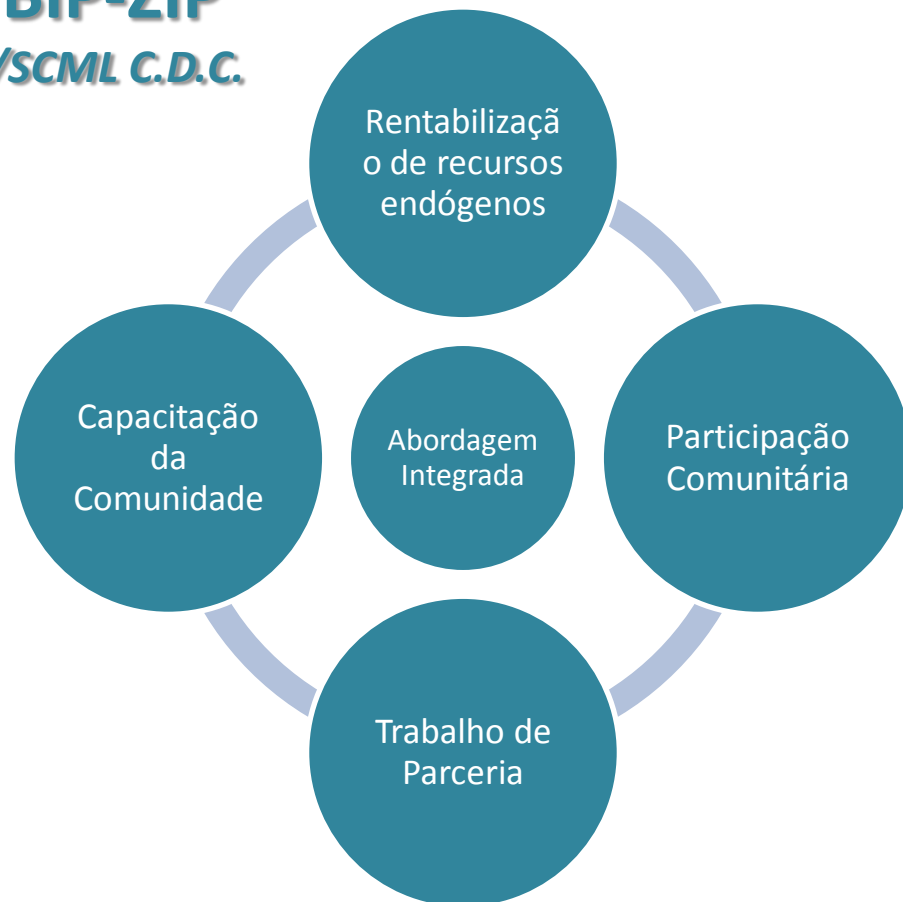 BIP-ZIP
/SCML C.D.C.
Rentabilizaçã
o de recursos
endógenos
Capacitação
da
Comunidade
Abordagem
Integrada
Participação
Comunitária
Trabalho de
Parceria